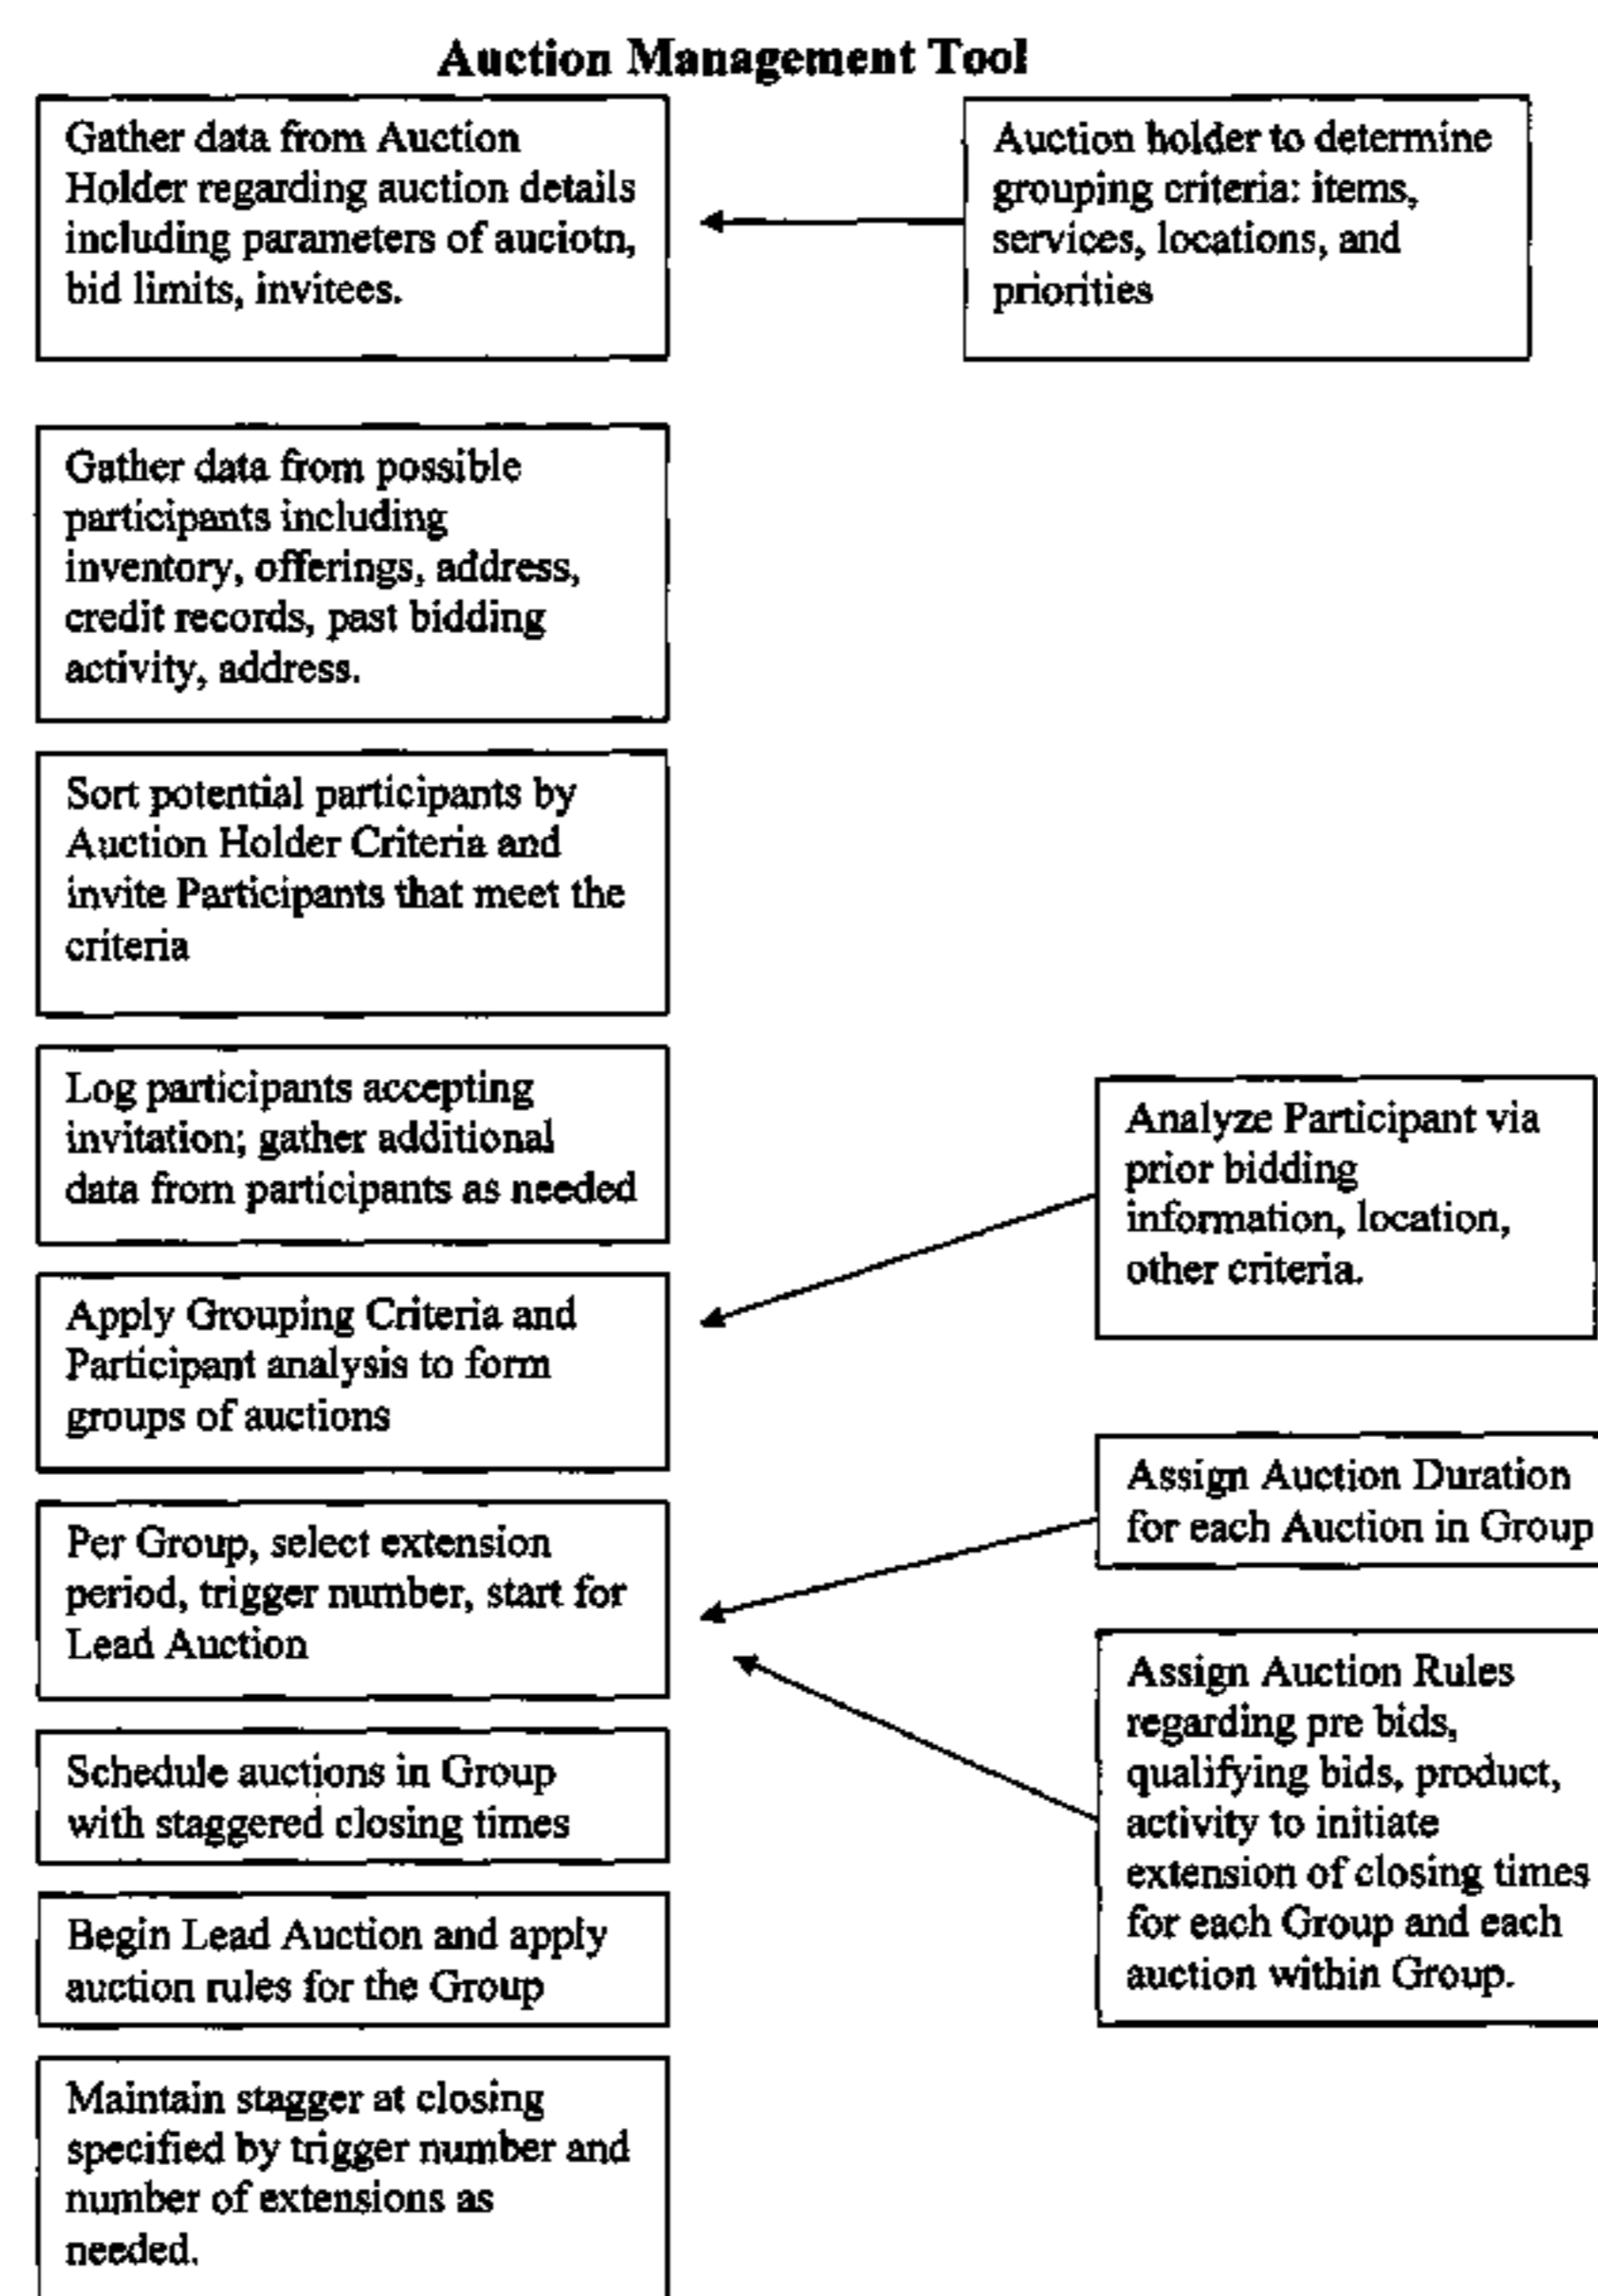 Auction Management Tool
Gather data from Auction
Holder regarding auction details
including parameters of auciotn,
bid limits, invitees.
Auction holder to determine
grouping criteria: items,
services, locations, and
priorities
Gather data from possible
participants including
inventory, offerings, address,
credit records, past bidding
activity, address.
Sort potential participants by
Auction Holder Criteria and
invite Participants that meet the
criteria
Log participants accepting
invitation; gather additional
data from participants as needed
Analyze Participant via
prior bidding
information, location,
other criteria.
Apply Grouping Criteria and
Participant analysis to form
groups of auctions
Assign Auction Duration
for each Auction in Group
Per Group, select extension
period, trigger number, start for
Lead Auction
Assign Auction Rules
regarding pre bids,
qualifying bids, product,
activity to initiate
extension of closing times
for each Group and each
auction within Group.
Schedule auctions in Group
with staggered closing times
Begin Lead Auction and apply
auction rules for the Group
Maintain stagger at closing
specified by trigger number and
number of extensions as
needed.